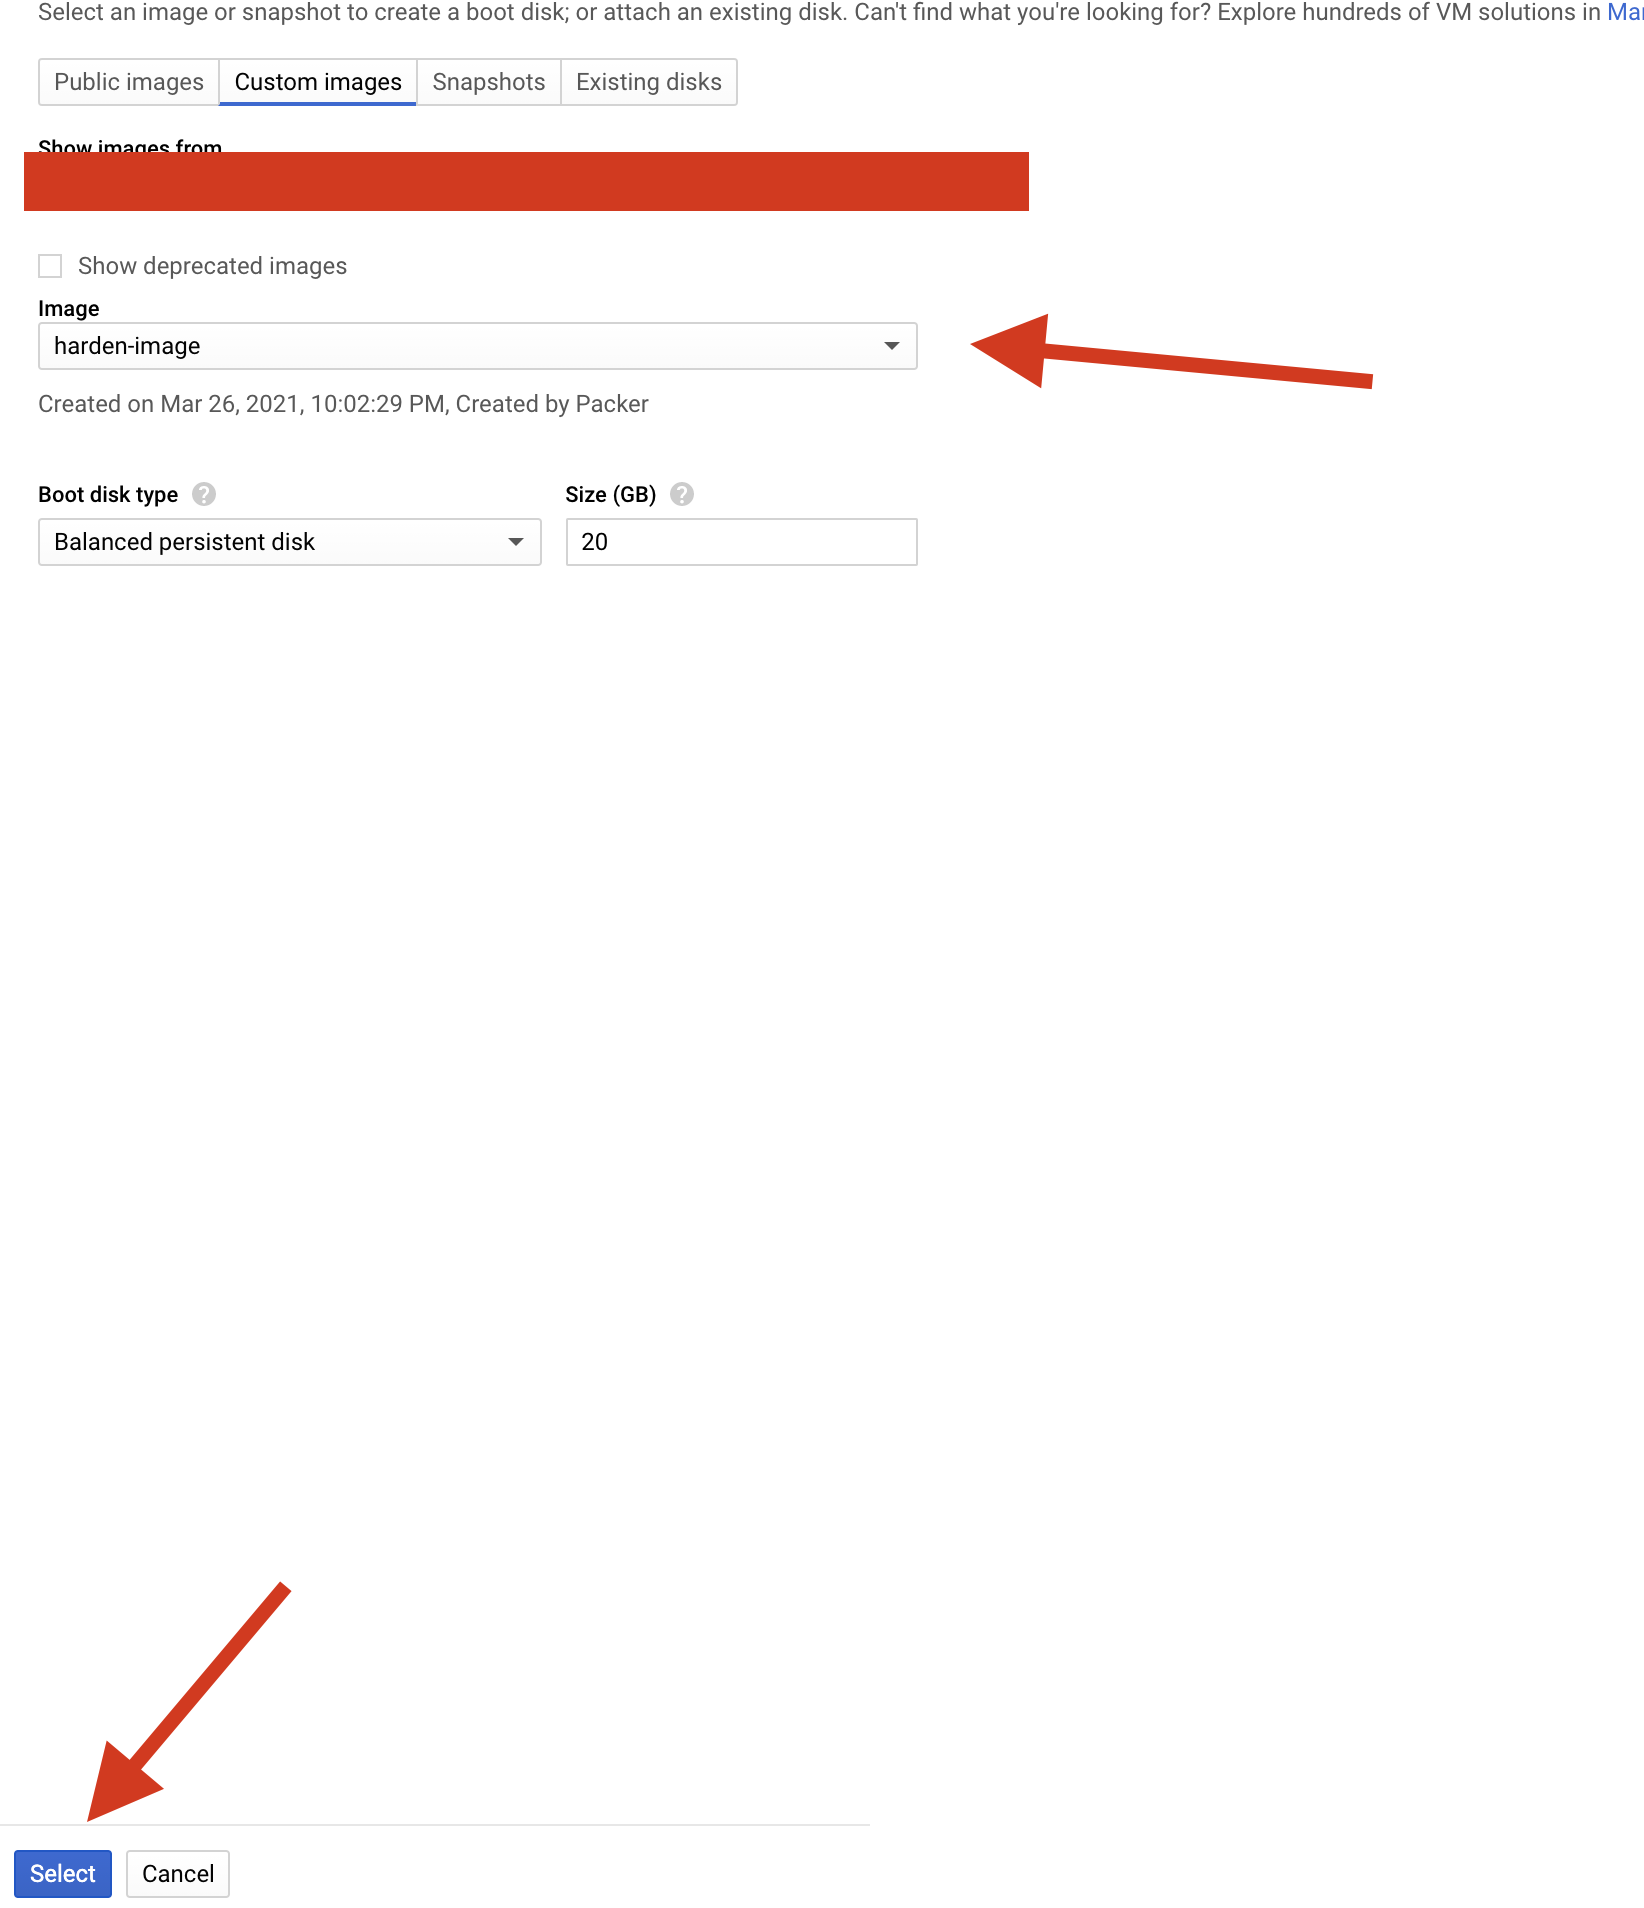 Select an image or snapshot to create a boot disk; or attach an existing disk. Can't find what you're looking for? Explore hundreds of VM solutions in
Public images Custom images Snapshots Existing disks
Show images from
Show deprecated images
Image
harden-image
Created on Mar 26, 2021, 10:02:29 PM, Created by Packer
Boot disk type ? Size (GB) ?
Balanced persistent disk 20
Select Cancel